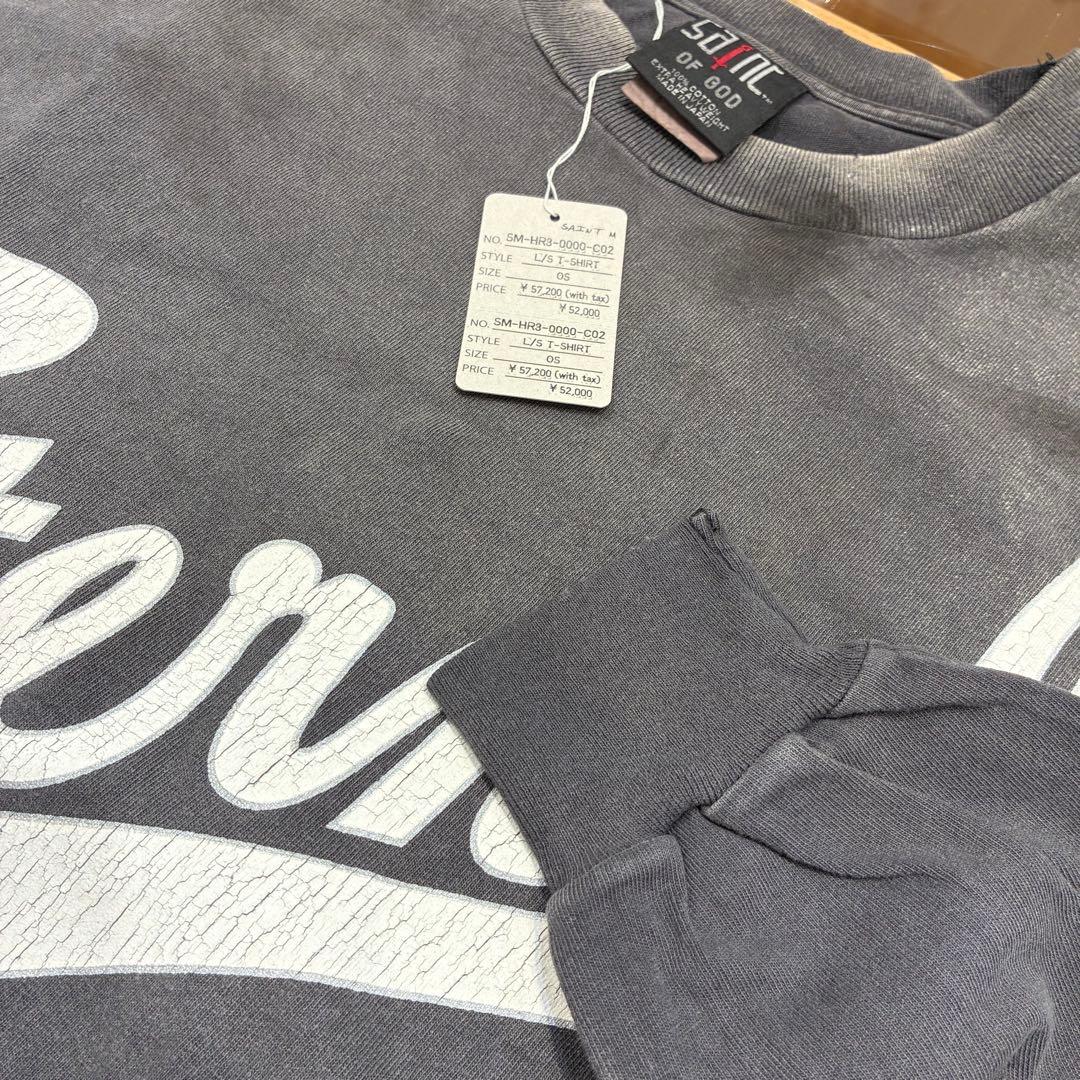 SaINT™
OF GOD
100% COTTON
EXTRA HEAVY WEIGHT
MADE IN JAPAN
SAINT M
NO. SM-HR3-0000-C02
STYLE L/S T-SHIRT
SIZE OS
PRICE ¥ 57,200 (with tax)
¥ 52,000
NO. SM-HR3-0000-C02
STYLE L/S T-SHIRT
SIZE OS
PRICE ¥ 57,200 (with tax)
¥ 52,000